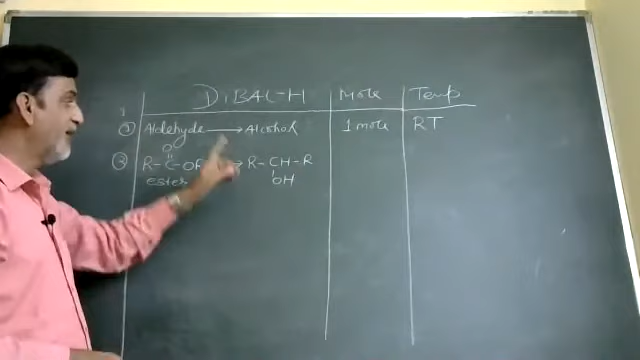 DiBAL-H Mole Temp
① Aldehyde → Alcohol 1 mole RT
O
② R-C-OR → R-CH-R
Ester OH